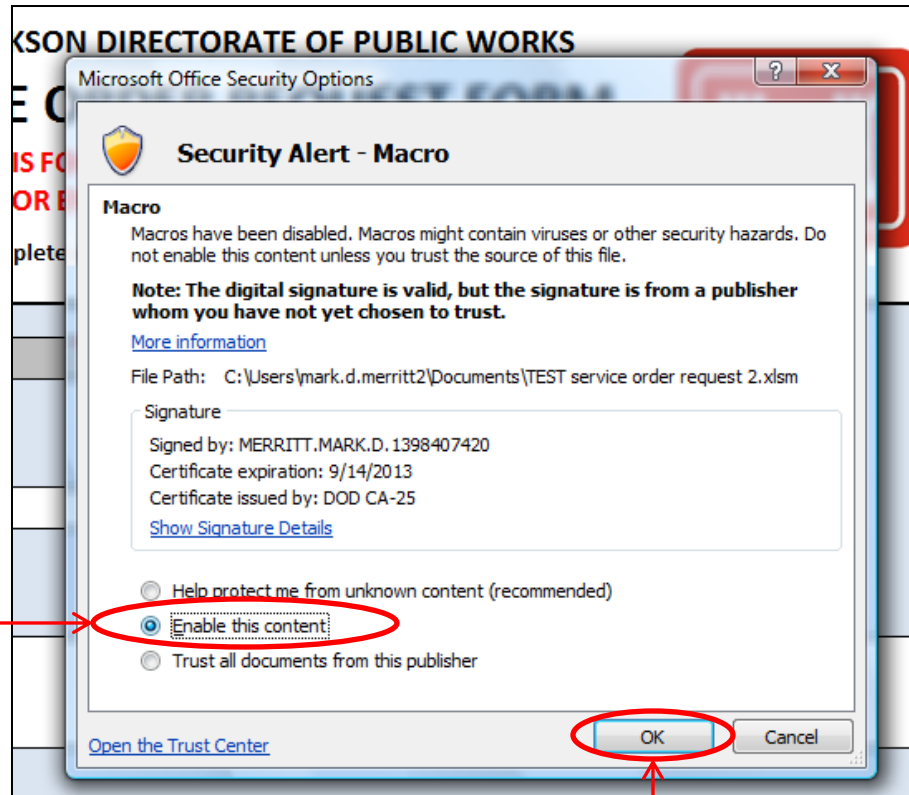 KSON DIRECTORATE OF PUBLIC WORKS
Microsoft Office Security Options
E O
REQUEST FORM
IS FO
OR E
plete
Security Alert - Macro
Macro
Macros have been disabled. Macros might contain viruses or other security hazards. Do
not enable this content unless you trust the source of this file.
Note: The digital signature is valid, but the signature is from a publisher
whom you have not yet chosen to trust.
More information
File Path: C:\Users\mark.d.merritt2\Documents\TEST service order request 2.xlsm
Signature
Signed by: MERRITT.MARK.D.1398407420
Certificate expiration: 9/14/2013
Certificate issued by: DOD CA-25
Show Signature Details
Help protect me from unknown content (recommended)
Enable this content
Trust all documents from this publisher
Open the Trust Center
OK
Cancel